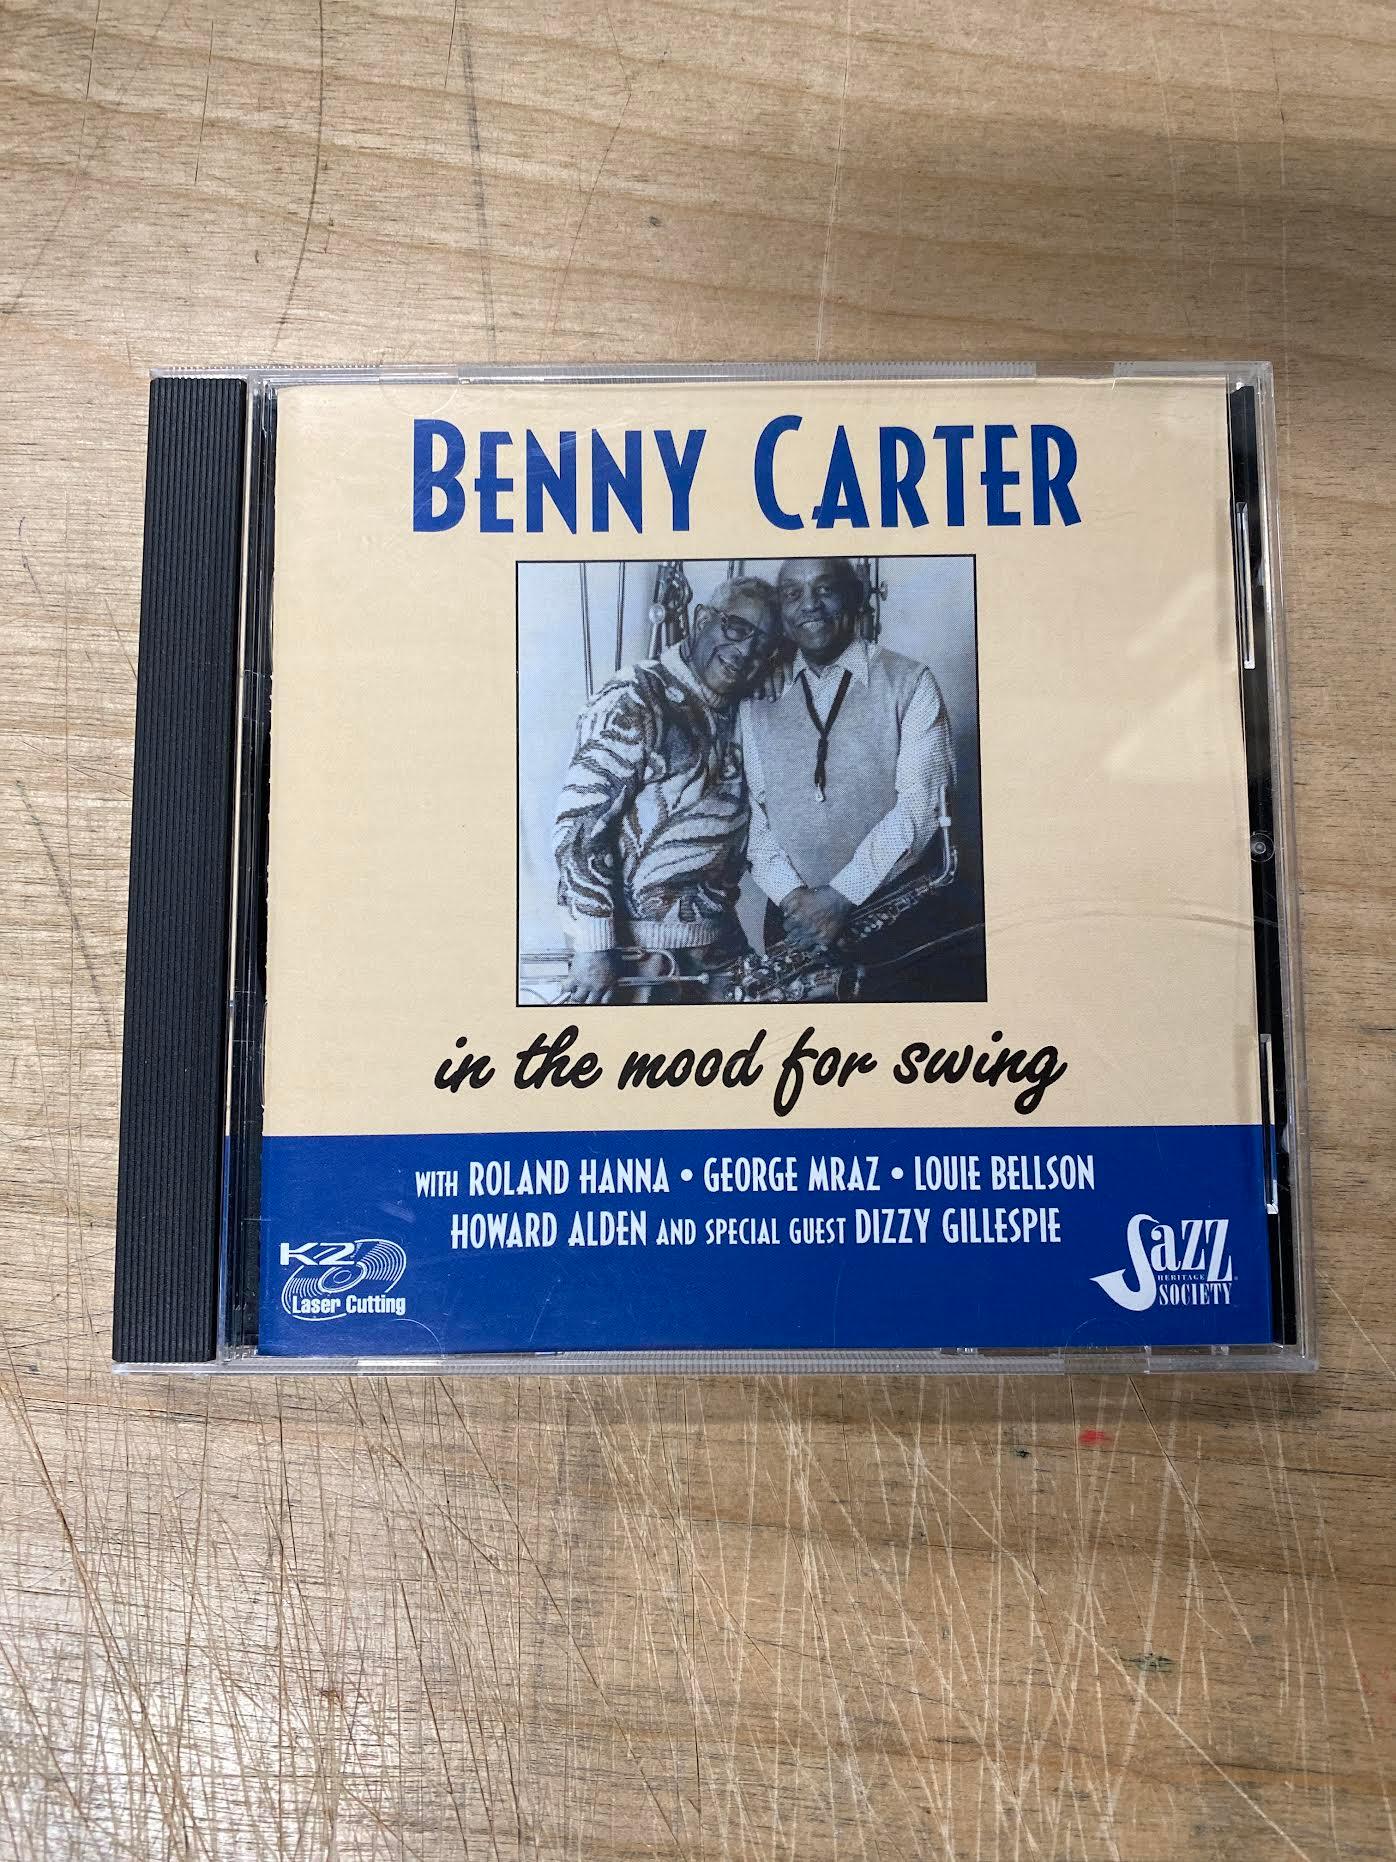 BENNY CARTER
in the mood for swing
WITH ROLAND HANNA • GEORGE MRAZ • LOUIE BELLSON
HOWARD ALDEN AND SPECIAL GUEST DIZZY GILLESPIE
K2
Laser Cutting
JAZZ
HERITAGE
SOCIETY